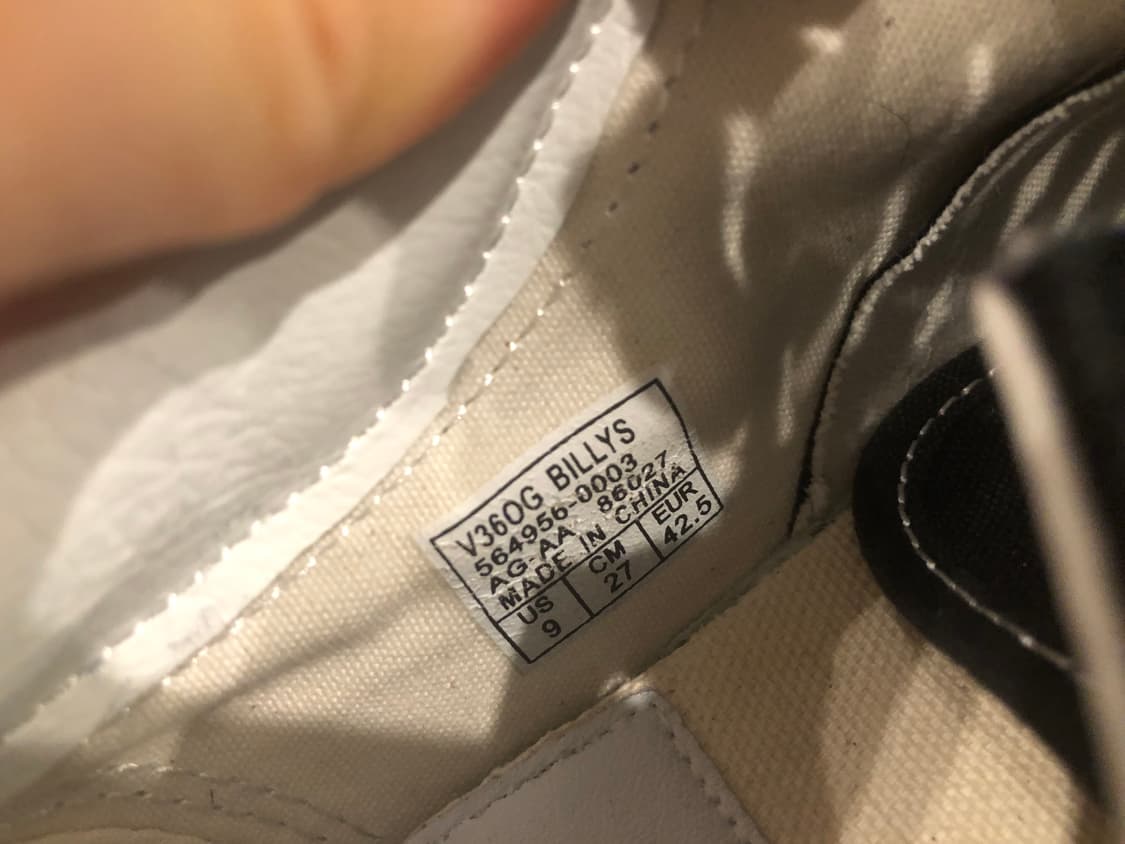 V36OG BILLYS
564956-0003
AG-AA 86027
MADE IN CHINA
US CM EUR
9 27 42.5